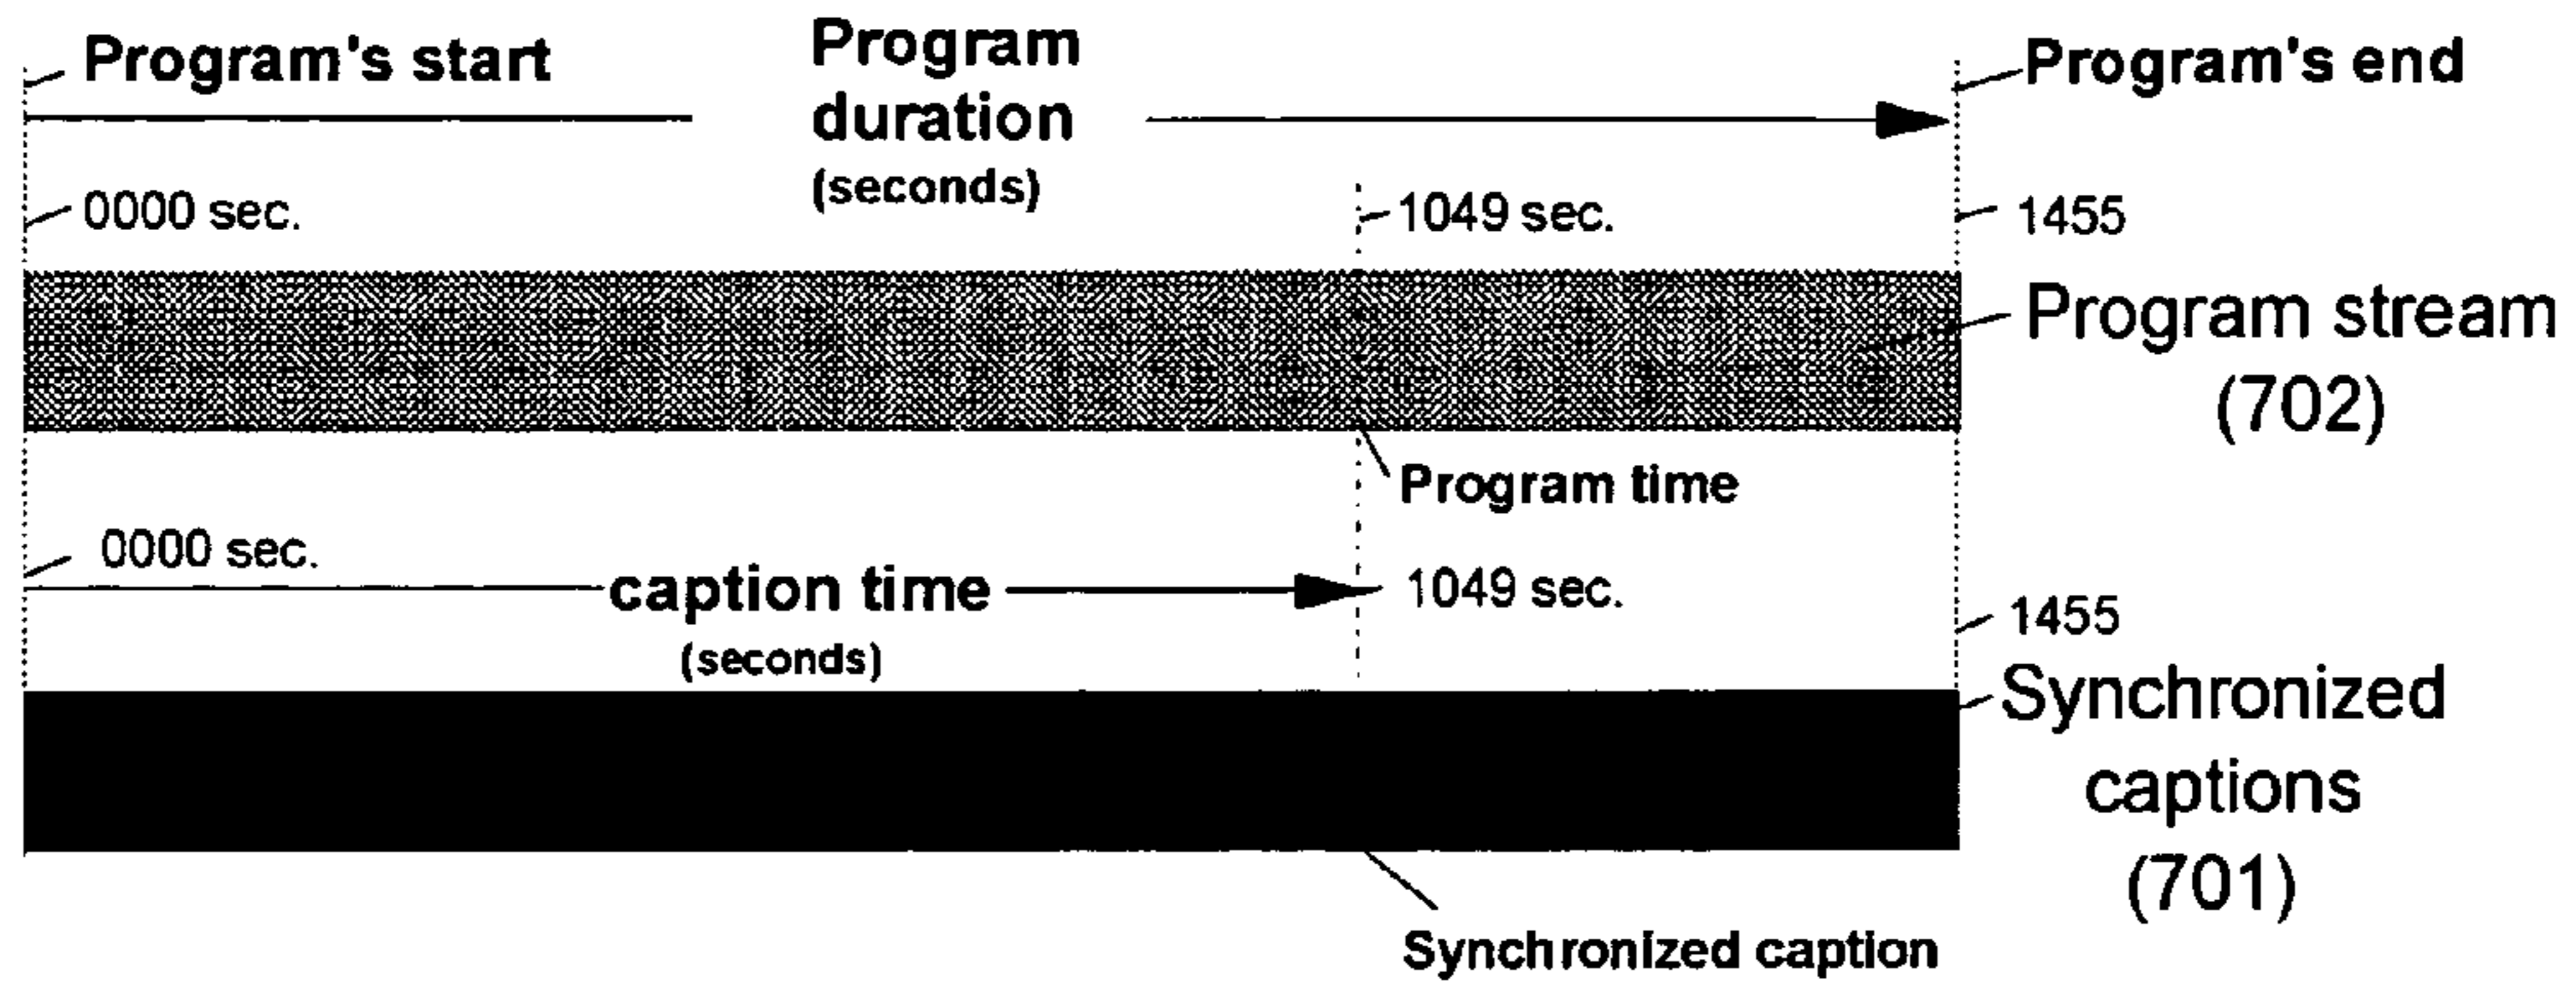 Program's start
Program
duration
(seconds)
Program's end
0000 sec.
1049 sec.
1455
Program stream
(702)
Program time
0000 sec.
caption time
(seconds)
1049 sec.
1455
Synchronized
captions
(701)
Synchronized caption